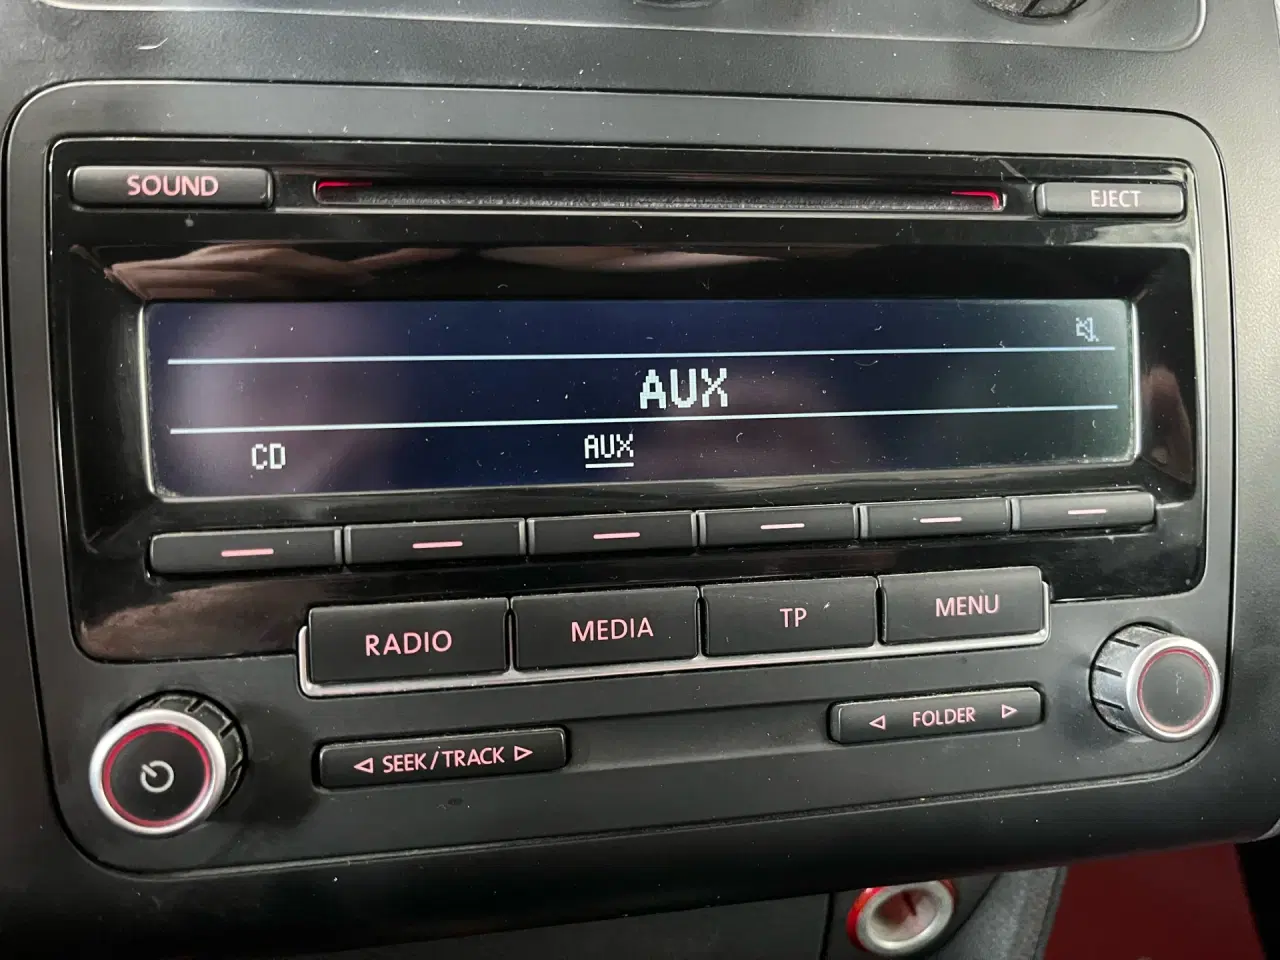 SOUND
EJECT
AUX
CD AUX
RADIO MEDIA TP MENU
SEEK/TRACK FOLDER